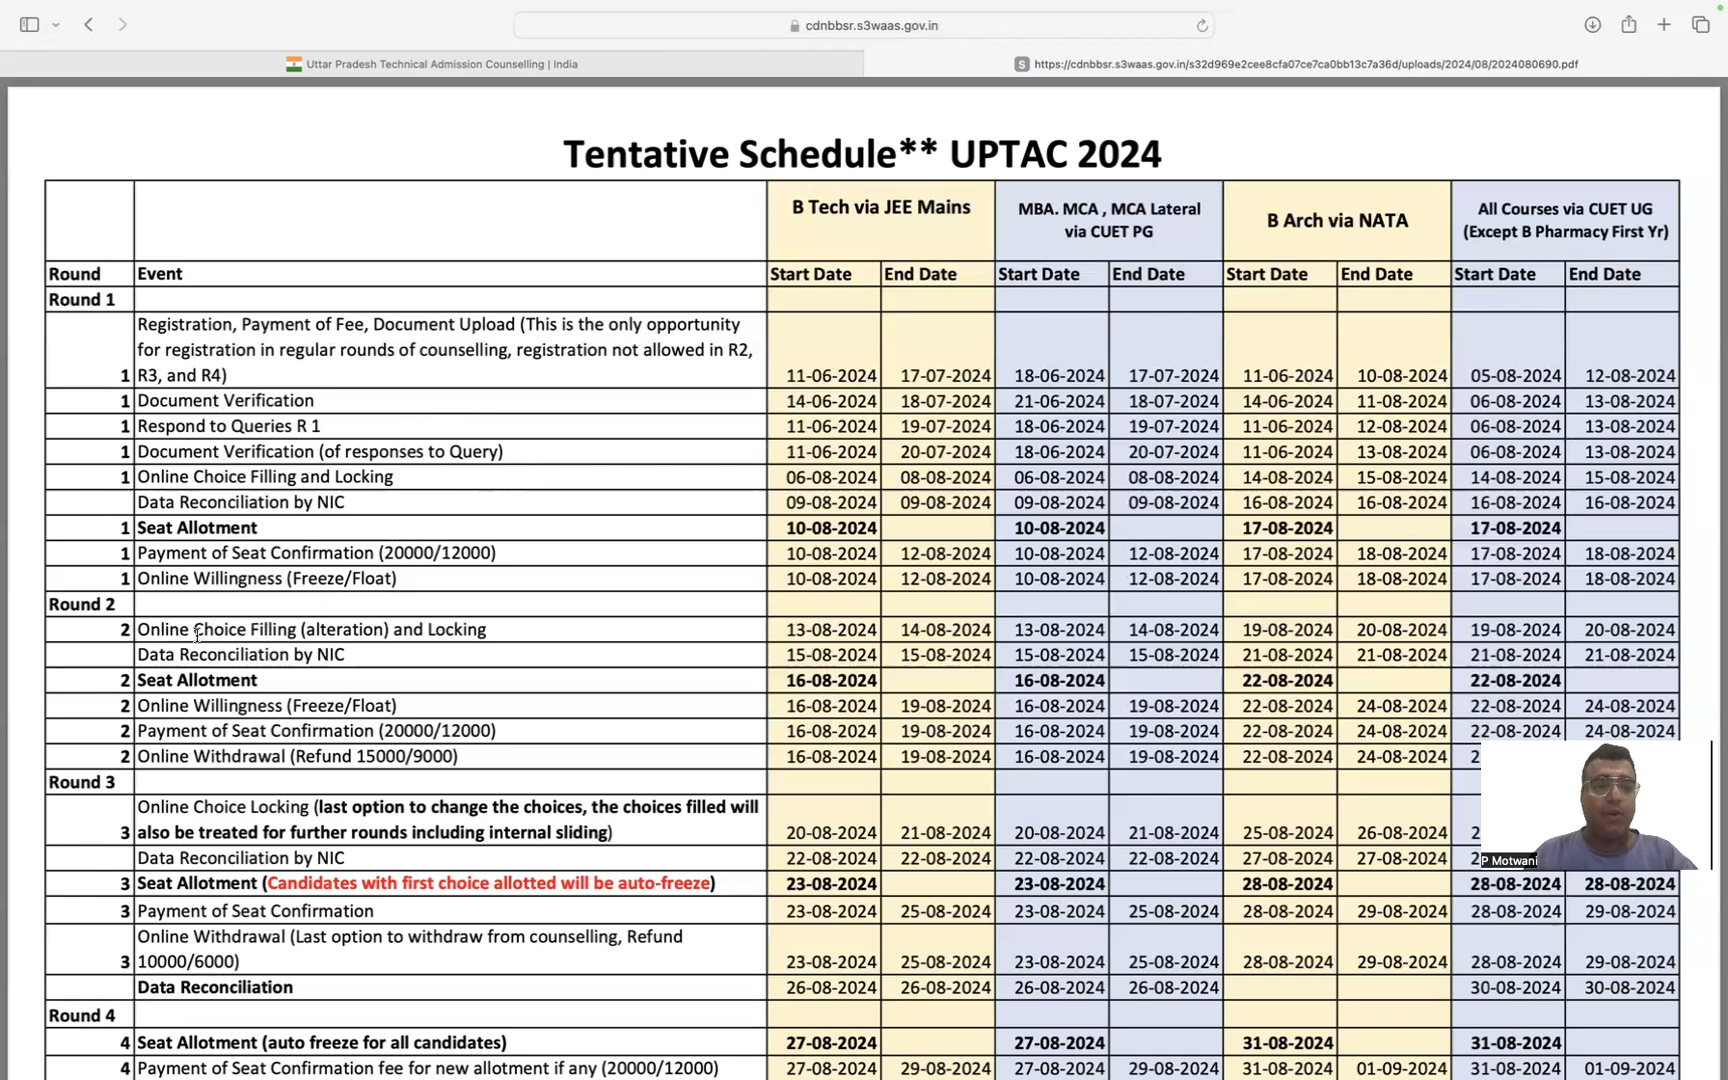 cdnbbsr.s3waas.gov.in
Uttar Pradesh Technical Admission Counselling | India
S https://cdnbbsr.s3waas.gov.in/s32d969e2cee8cfa07ce7ca0bb13c7a36d/uploads/2024/08/2024080690.pdf
Tentative Schedule** UPTAC 2024
B Tech via JEE Mains MBA. MCA , MCA Lateral via CUET PG B Arch via NATA All Courses via CUET UG (Except B Pharmacy First Yr)
Round Event Start Date End Date Start Date End Date Start Date End Date Start Date End Date
Round 1
Registration, Payment of Fee, Document Upload (This is the only opportunity
for registration in regular rounds of counselling, registration not allowed in R2,
1 R3, and R4) 11-06-2024 17-07-2024 18-06-2024 17-07-2024 11-06-2024 10-08-2024 05-08-2024 12-08-2024
1 Document Verification 14-06-2024 18-07-2024 21-06-2024 18-07-2024 14-06-2024 11-08-2024 06-08-2024 13-08-2024
1 Respond to Queries R 1 11-06-2024 19-07-2024 18-06-2024 19-07-2024 11-06-2024 12-08-2024 06-08-2024 13-08-2024
1 Document Verification (of responses to Query) 11-06-2024 20-07-2024 18-06-2024 20-07-2024 11-06-2024 13-08-2024 06-08-2024 13-08-2024
1 Online Choice Filling and Locking 06-08-2024 08-08-2024 06-08-2024 08-08-2024 14-08-2024 15-08-2024 14-08-2024 15-08-2024
Data Reconciliation by NIC 09-08-2024 09-08-2024 09-08-2024 09-08-2024 16-08-2024 16-08-2024 16-08-2024 16-08-2024
1 Seat Allotment 10-08-2024 10-08-2024 17-08-2024 17-08-2024
1 Payment of Seat Confirmation (20000/12000) 10-08-2024 12-08-2024 10-08-2024 12-08-2024 17-08-2024 18-08-2024 17-08-2024 18-08-2024
1 Online Willingness (Freeze/Float) 10-08-2024 12-08-2024 10-08-2024 12-08-2024 17-08-2024 18-08-2024 17-08-2024 18-08-2024
Round 2
2 Online Choice Filling (alteration) and Locking 13-08-2024 14-08-2024 13-08-2024 14-08-2024 19-08-2024 20-08-2024 19-08-2024 20-08-2024
Data Reconciliation by NIC 15-08-2024 15-08-2024 15-08-2024 15-08-2024 21-08-2024 21-08-2024 21-08-2024 21-08-2024
2 Seat Allotment 16-08-2024 16-08-2024 22-08-2024 22-08-2024
2 Online Willingness (Freeze/Float) 16-08-2024 19-08-2024 16-08-2024 19-08-2024 22-08-2024 24-08-2024 22-08-2024 24-08-2024
2 Payment of Seat Confirmation (20000/12000) 16-08-2024 19-08-2024 16-08-2024 19-08-2024 22-08-2024 24-08-2024 22-08-2024 24-08-2024
2 Online Withdrawal (Refund 15000/9000) 16-08-2024 19-08-2024 16-08-2024 19-08-2024 22-08-2024 24-08-2024 2
Round 3
Online Choice Locking (last option to change the choices, the choices filled will
3 also be treated for further rounds including internal sliding) 20-08-2024 21-08-2024 20-08-2024 21-08-2024 25-08-2024 26-08-2024 2
Data Reconciliation by NIC 22-08-2024 22-08-2024 22-08-2024 22-08-2024 27-08-2024 27-08-2024 2
P Motwani
3 Seat Allotment (Candidates with first choice allotted will be auto-freeze) 23-08-2024 23-08-2024 28-08-2024 28-08-2024 28-08-2024
3 Payment of Seat Confirmation 23-08-2024 25-08-2024 23-08-2024 25-08-2024 28-08-2024 29-08-2024 28-08-2024 29-08-2024
Online Withdrawal (Last option to withdraw from counselling, Refund
3 10000/6000) 23-08-2024 25-08-2024 23-08-2024 25-08-2024 28-08-2024 29-08-2024 28-08-2024 29-08-2024
Data Reconciliation 26-08-2024 26-08-2024 26-08-2024 26-08-2024 30-08-2024 30-08-2024
Round 4
4 Seat Allotment (auto freeze for all candidates) 27-08-2024 27-08-2024 31-08-2024 31-08-2024
4 Payment of Seat Confirmation fee for new allotment if any (20000/12000) 27-08-2024 29-08-2024 27-08-2024 29-08-2024 31-08-2024 01-09-2024 31-08-2024 01-09-2024